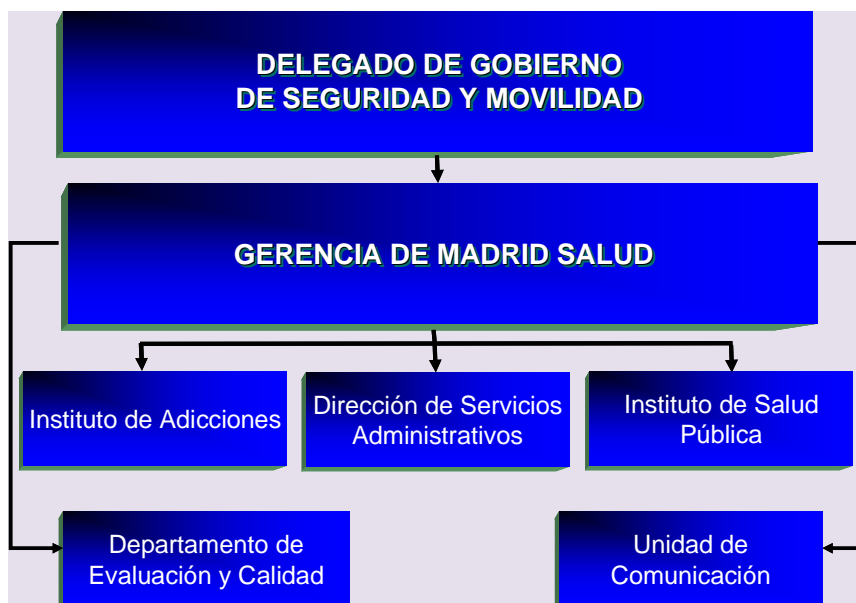 DELEGADO DE GOBIERNO
DE SEGURIDAD Y MOVILIDAD
GERENCIA DE MADRID SALUD
Instituto de Adicciones
Dirección de Servicios
Administrativos
Instituto de Salud
Pública
Departamento de
Evaluación y Calidad
Unidad de
Comunicación